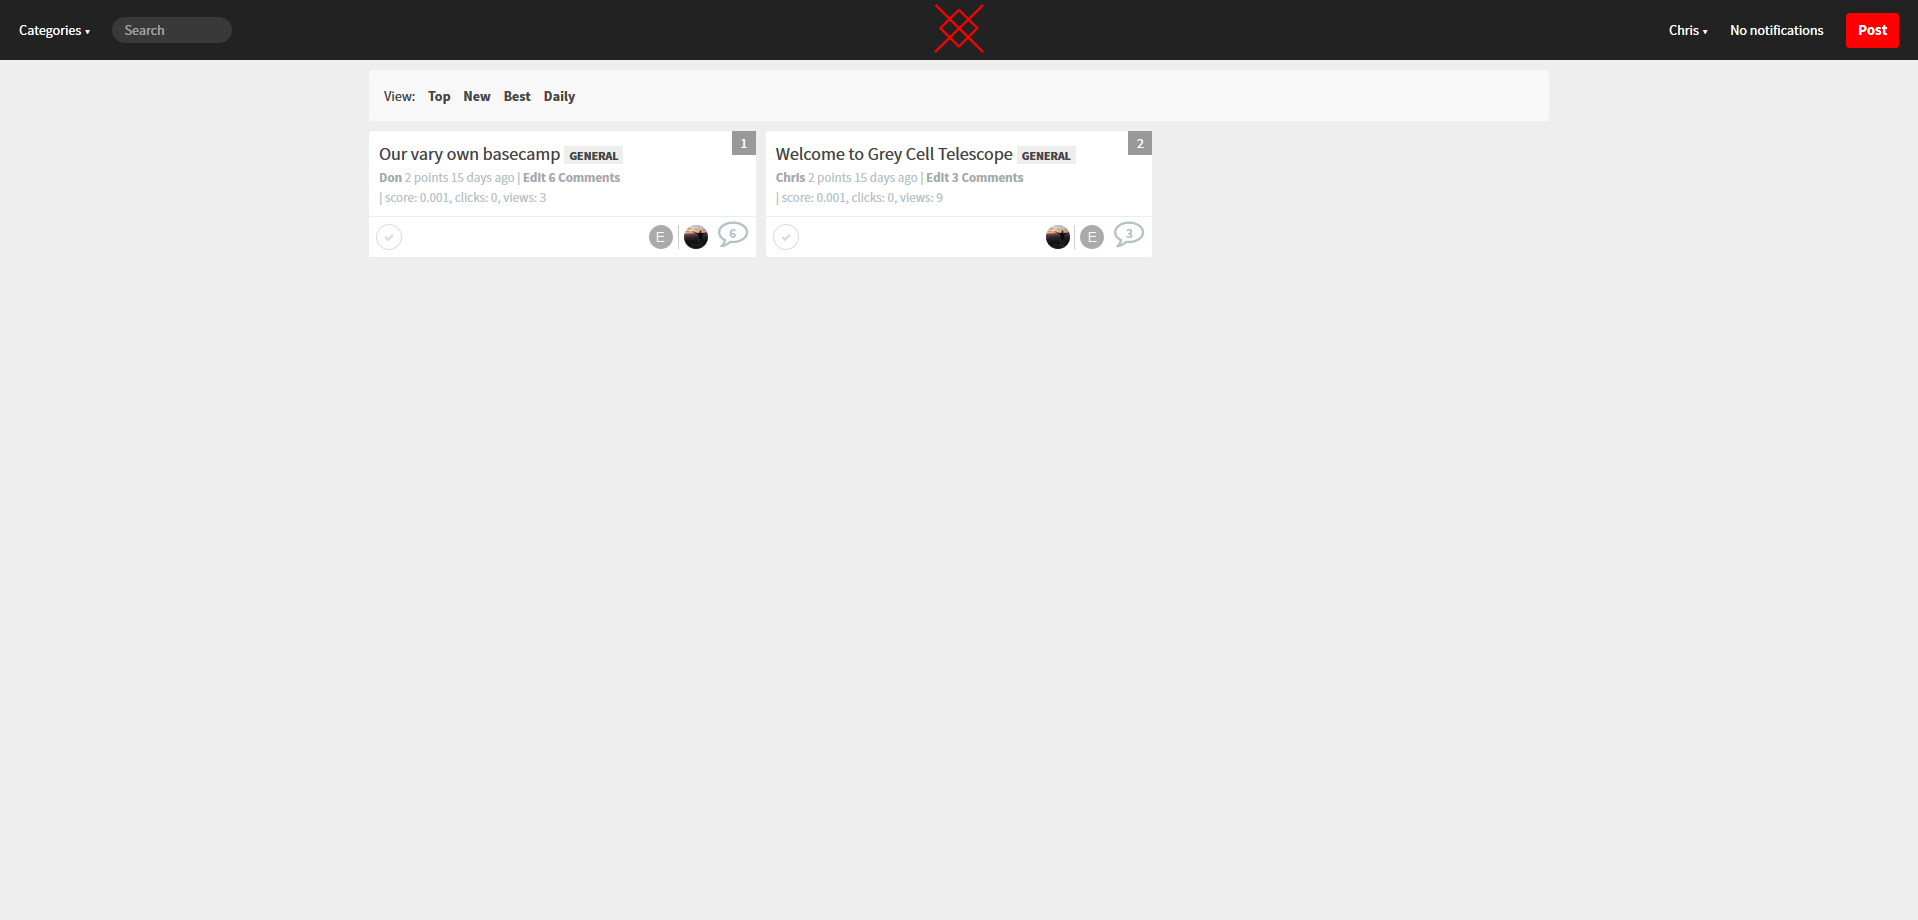 Categories ▾
Search
Chris ▾
No notifications
Post
View: Top New Best Daily
1
Our vary own basecamp GENERAL
Don 2 points 15 days ago | Edit 6 Comments
| score: 0.001, clicks: 0, views: 3
E
6
2
Welcome to Grey Cell Telescope GENERAL
Chris 2 points 15 days ago | Edit 3 Comments
| score: 0.001, clicks: 0, views: 9
E
3